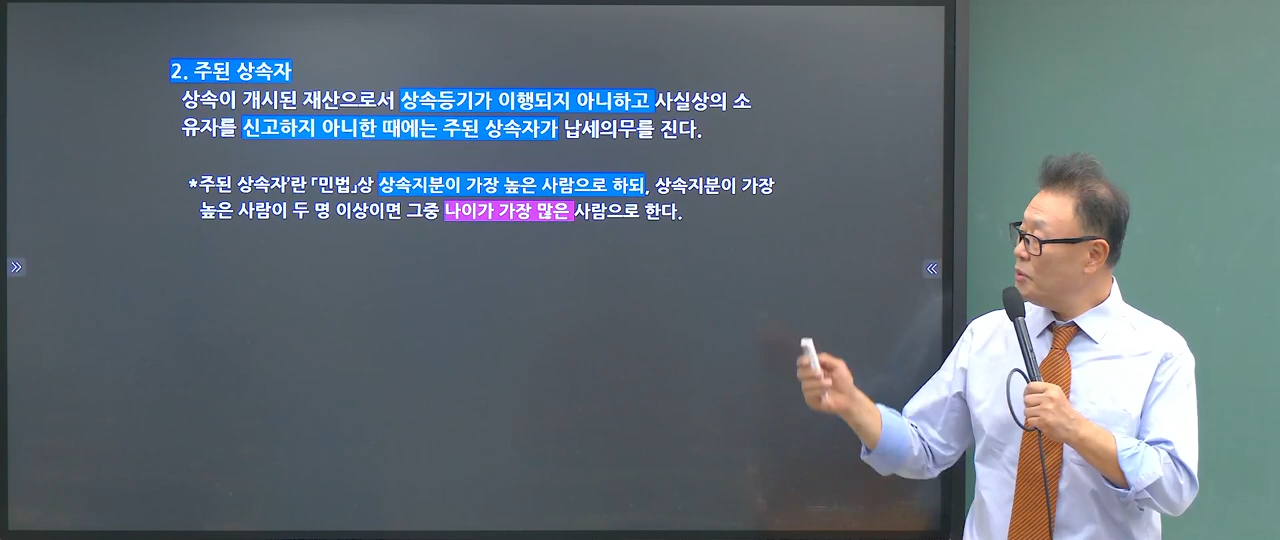 2. 주된 상속자
상속이 개시된 재산으로서 상속등기가 이행되지 아니하고 사실상의 소
유자를 신고하지 아니한 때에는 주된 상속자가 납세의무를 진다.
*주된 상속자’란 「민법」상 상속지분이 가장 높은 사람으로 하되, 상속지분이 가장
높은 사람이 두 명 이상이면 그중 나이가 가장 많은 사람으로 한다.